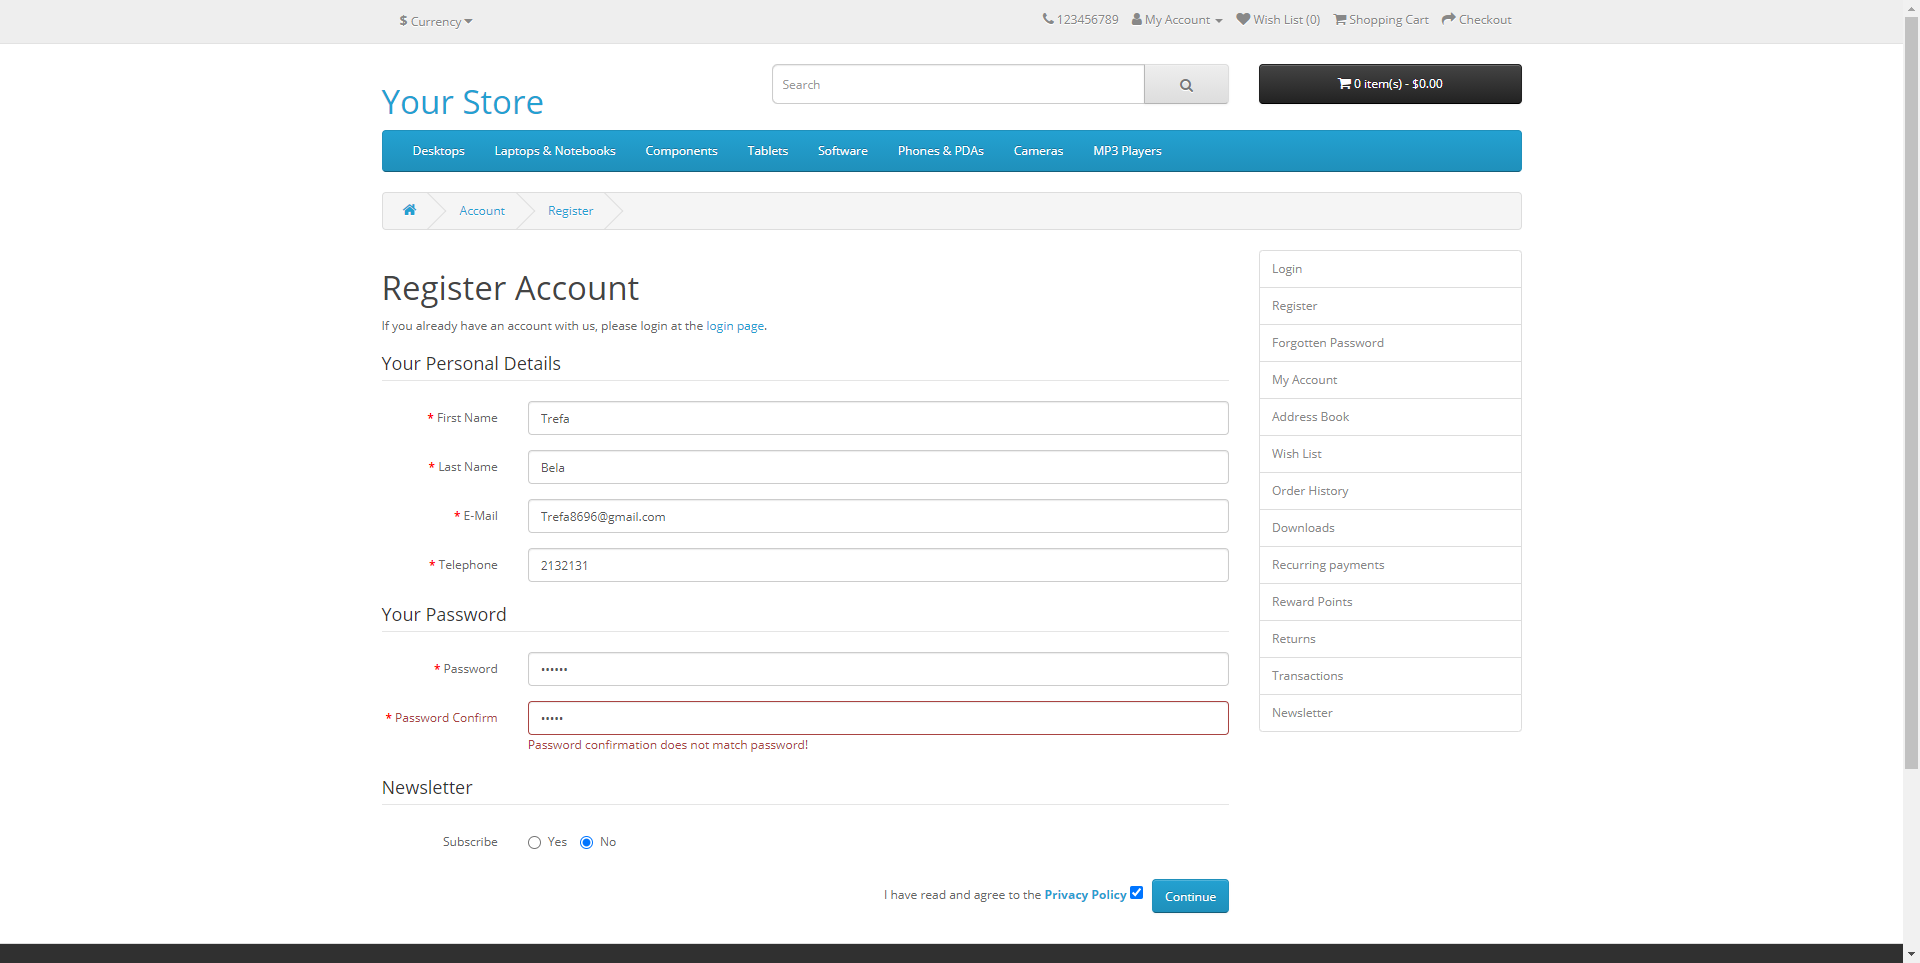 $ Currency
123456789 My Account Wish List (0) Shopping Cart Checkout
Your Store
Search
0 item(s) - $0.00
Desktops Laptops & Notebooks Components Tablets Software Phones & PDAs Cameras MP3 Players
Account Register
Register Account
If you already have an account with us, please login at the login page.
Your Personal Details
* First Name Trefa
* Last Name Bela
* E-Mail Trefa8696@gmail.com
* Telephone 2132131
Your Password
* Password ••••••
* Password Confirm •••••
Password confirmation does not match password!
Newsletter
Subscribe Yes No
I have read and agree to the Privacy Policy Continue
Login
Register
Forgotten Password
My Account
Address Book
Wish List
Order History
Downloads
Recurring payments
Reward Points
Returns
Transactions
Newsletter